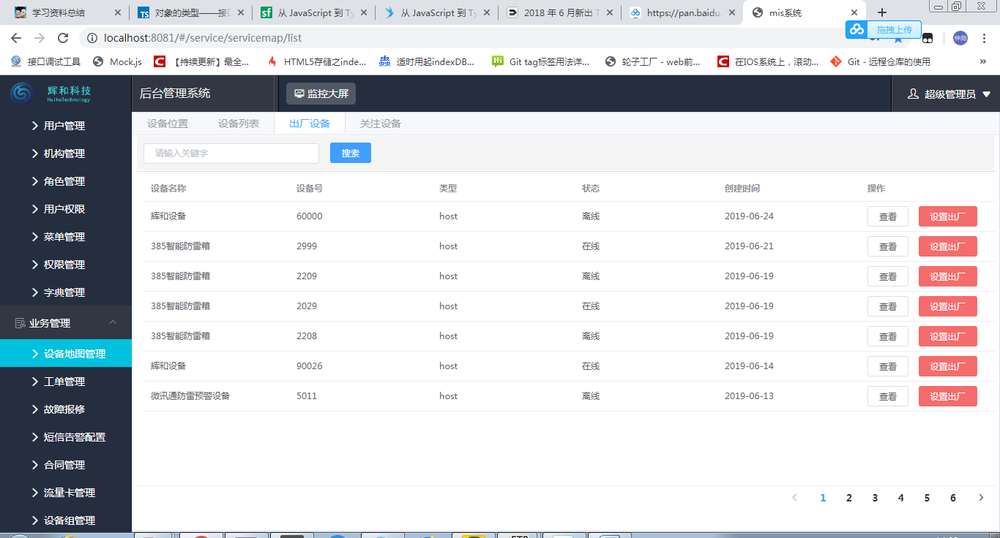 学习资料总结
对象的类型——接口
从 JavaScript 到 Ty
从 JavaScript 到 Ty
2018 年 6 月新出 T
https://pan.baidu.
mis系统
localhost:8081/#/service/servicemap/list
拖拽上传
仲勋
接口调试工具
Mock.js
【持续更新】最全...
HTML5存储之inde...
适时用起indexDB...
Git tag标签用法详...
轮子工厂 - web前...
在IOS系统上，滚动...
Git - 远程仓库的使用
辉和科技
HuiheTechnology
后台管理系统
监控大屏
超级管理员
用户管理
机构管理
角色管理
用户权限
菜单管理
权限管理
字典管理
业务管理
设备地图管理
工单管理
故障报修
短信告警配置
合同管理
流量卡管理
设备组管理
设备位置 设备列表 出厂设备 关注设备
请输入关键字 搜索
设备名称 设备号 类型 状态 创建时间 操作
辉和设备 60000 host 离线 2019-06-24 查看 设置出厂
385智能防雷箱 2999 host 在线 2019-06-21 查看 设置出厂
385智能防雷箱 2209 host 离线 2019-06-19 查看 设置出厂
385智能防雷箱 2029 host 在线 2019-06-19 查看 设置出厂
385智能防雷箱 2208 host 离线 2019-06-19 查看 设置出厂
辉和设备 90026 host 在线 2019-06-14 查看 设置出厂
微讯通防雷预警设备 5011 host 离线 2019-06-13 查看 设置出厂
1 2 3 4 5 6